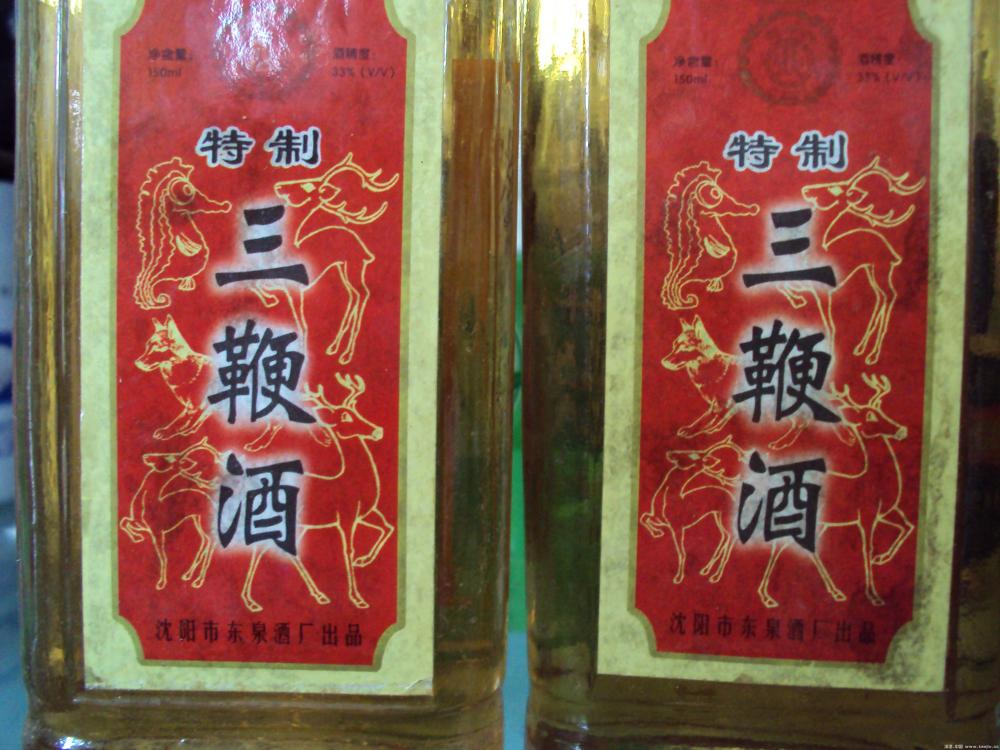 净含量:
150ml
酒精度:
33% (V/V)
特制
三鞭酒
沈阳市东泉酒厂出品
净含量:
150ml
酒精度:
33% (V/V)
特制
三鞭酒
沈阳市东泉酒厂出品